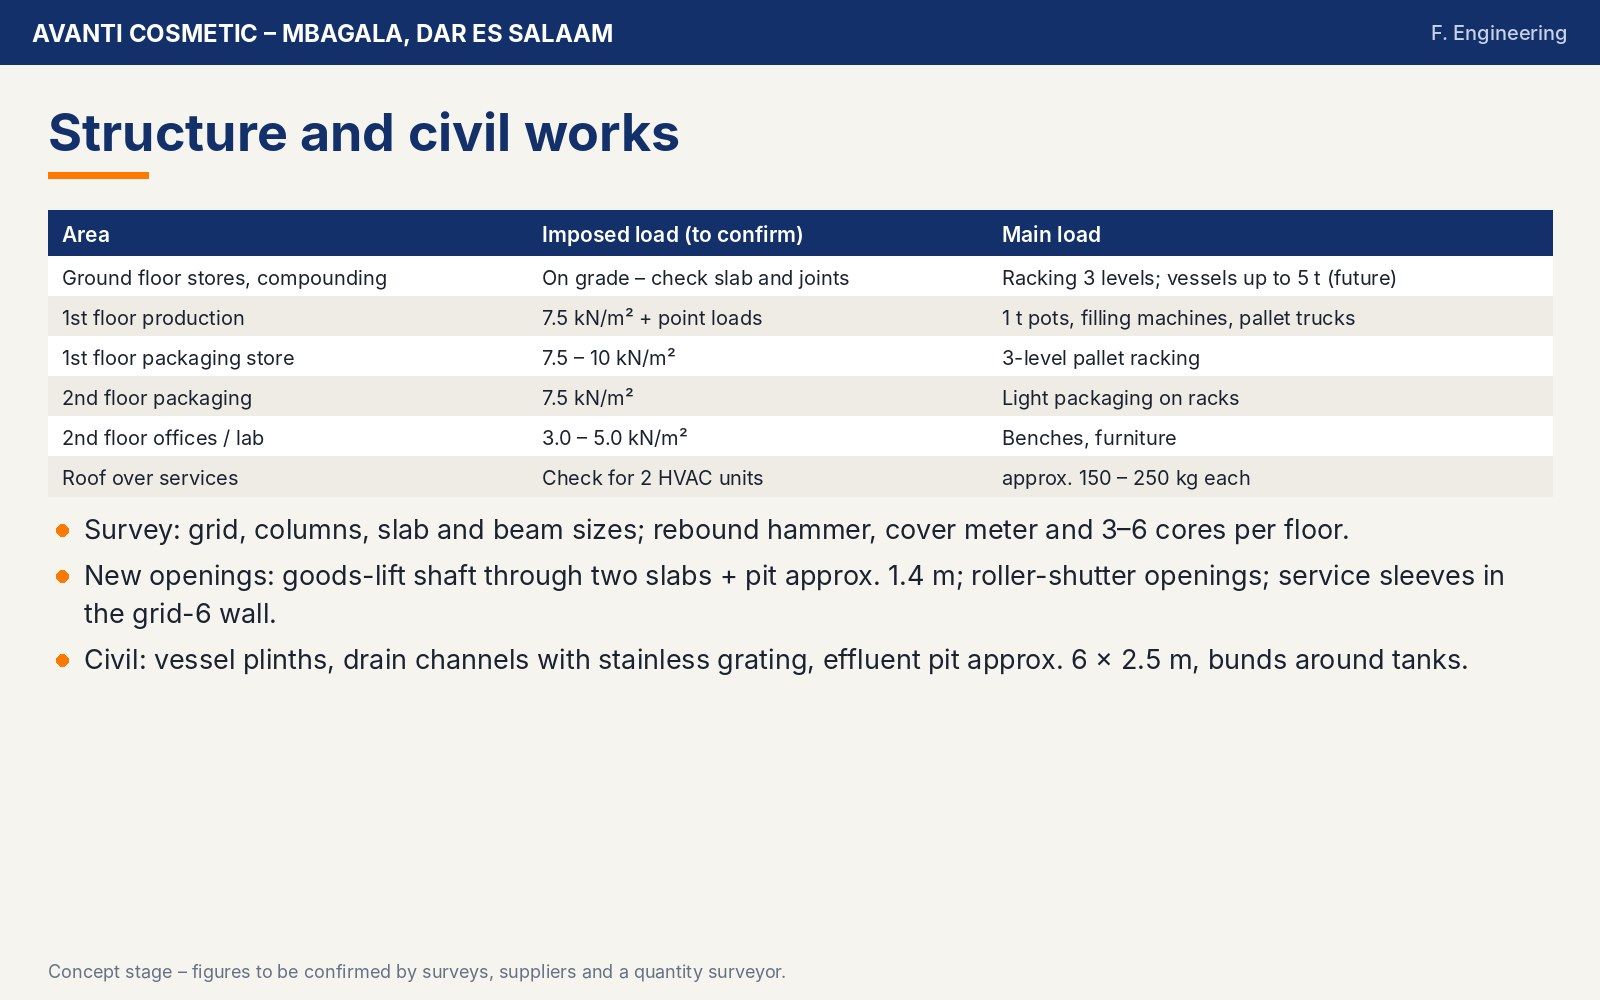 AVANTI COSMETIC – MBAGALA, DAR ES SALAAM
F. Engineering
Structure and civil works
Area Imposed load (to confirm) Main load
Ground floor stores, compounding On grade – check slab and joints Racking 3 levels; vessels up to 5 t (future)
1st floor production 7.5 kN/m² + point loads 1 t pots, filling machines, pallet trucks
1st floor packaging store 7.5 – 10 kN/m² 3-level pallet racking
2nd floor packaging 7.5 kN/m² Light packaging on racks
2nd floor offices / lab 3.0 – 5.0 kN/m² Benches, furniture
Roof over services Check for 2 HVAC units approx. 150 – 250 kg each
Survey: grid, columns, slab and beam sizes; rebound hammer, cover meter and 3–6 cores per floor.
New openings: goods-lift shaft through two slabs + pit approx. 1.4 m; roller-shutter openings; service sleeves in
the grid-6 wall.
Civil: vessel plinths, drain channels with stainless grating, effluent pit approx. 6 × 2.5 m, bunds around tanks.
Concept stage – figures to be confirmed by surveys, suppliers and a quantity surveyor.